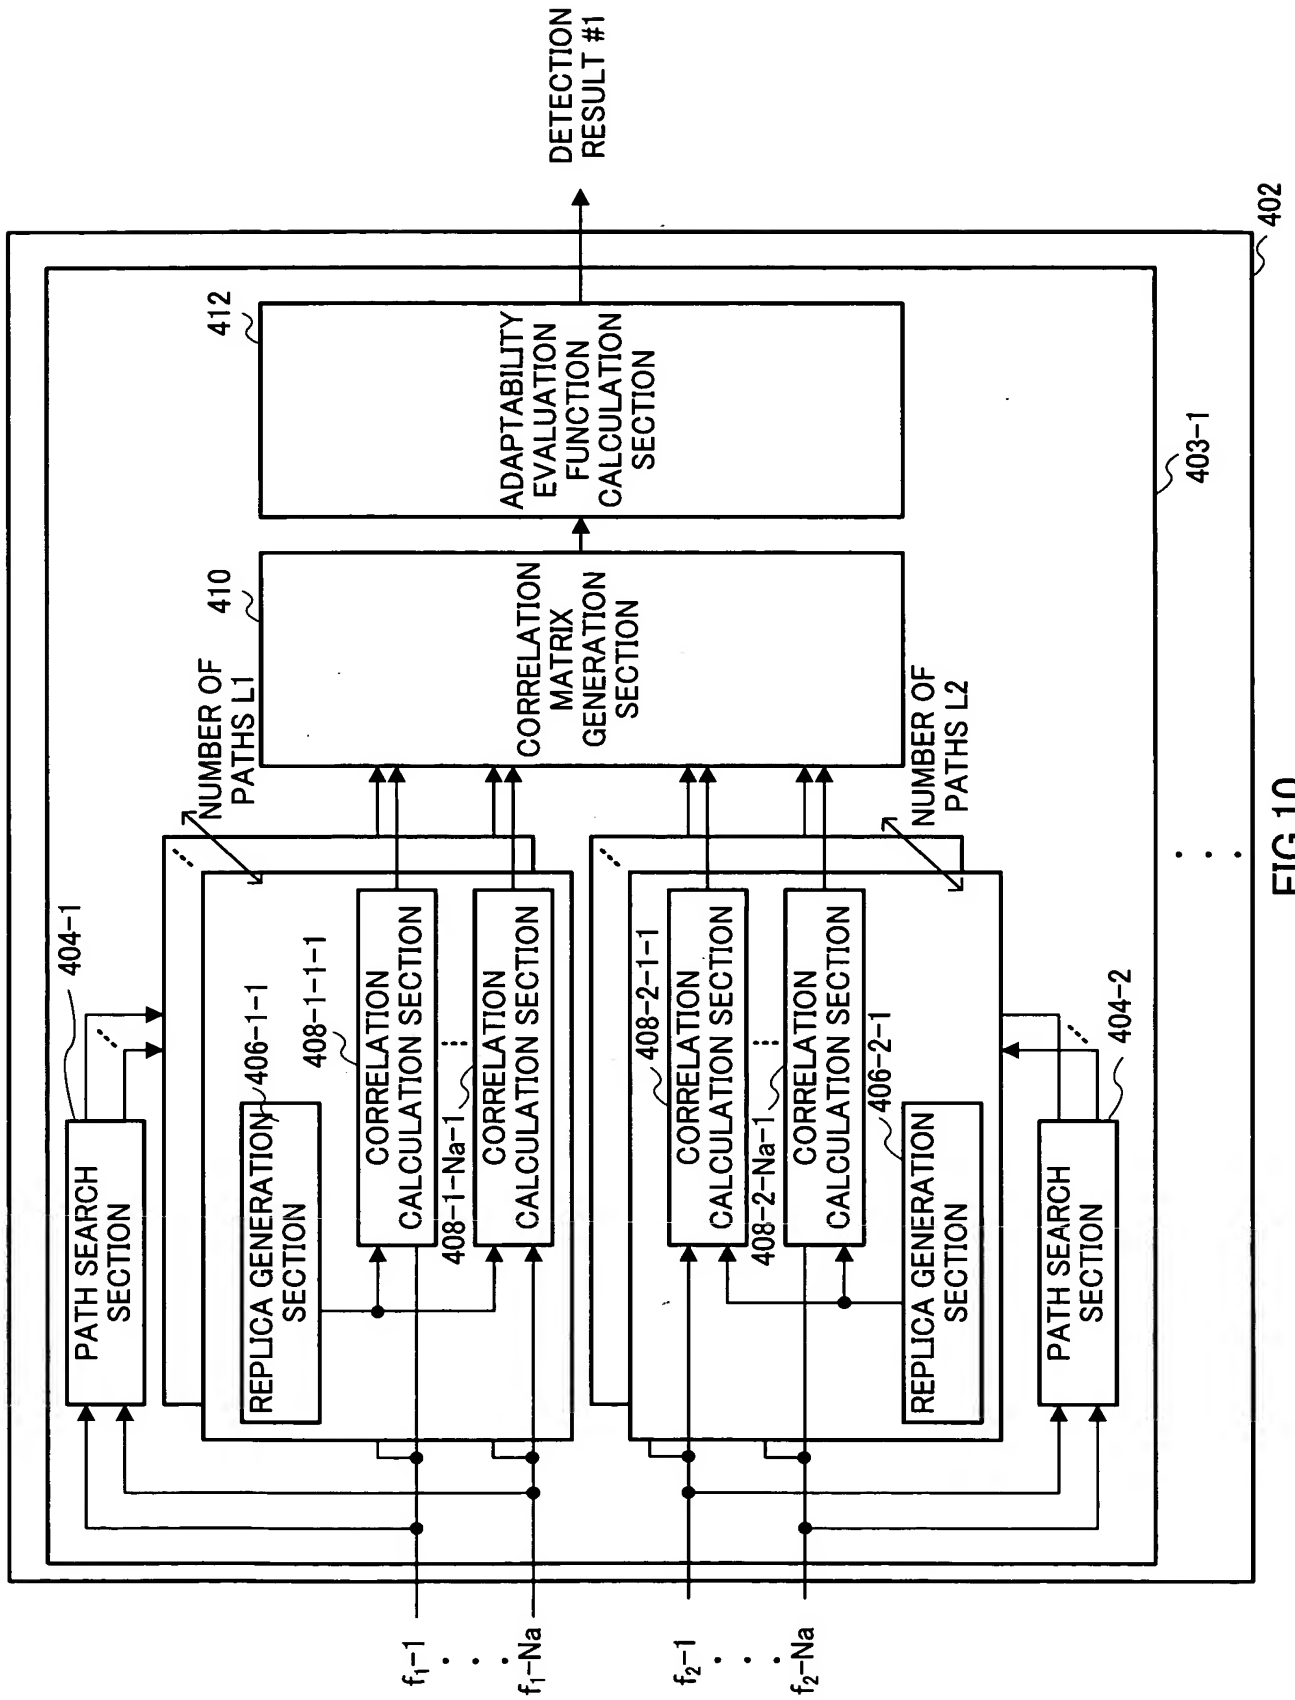 402
403-1
404-1
PATH SEARCH
SECTION
NUMBER OF
PATHS L1
406-1-1
REPLICA GENERATION
SECTION
408-1-1-1
CORRELATION
CALCULATION SECTION
408-1-Na-1
CORRELATION
CALCULATION SECTION
410
CORRELATION
MATRIX
GENERATION
SECTION
412
ADAPTABILITY
EVALUATION
FUNCTION
CALCULATION
SECTION
DETECTION
RESULT #1
f₁-1
f₁-Na
f₂-1
f₂-Na
408-2-1-1
CORRELATION
CALCULATION SECTION
408-2-Na-1
CORRELATION
CALCULATION SECTION
406-2-1
REPLICA GENERATION
SECTION
NUMBER OF
PATHS L2
404-2
PATH SEARCH
SECTION
FIG.10